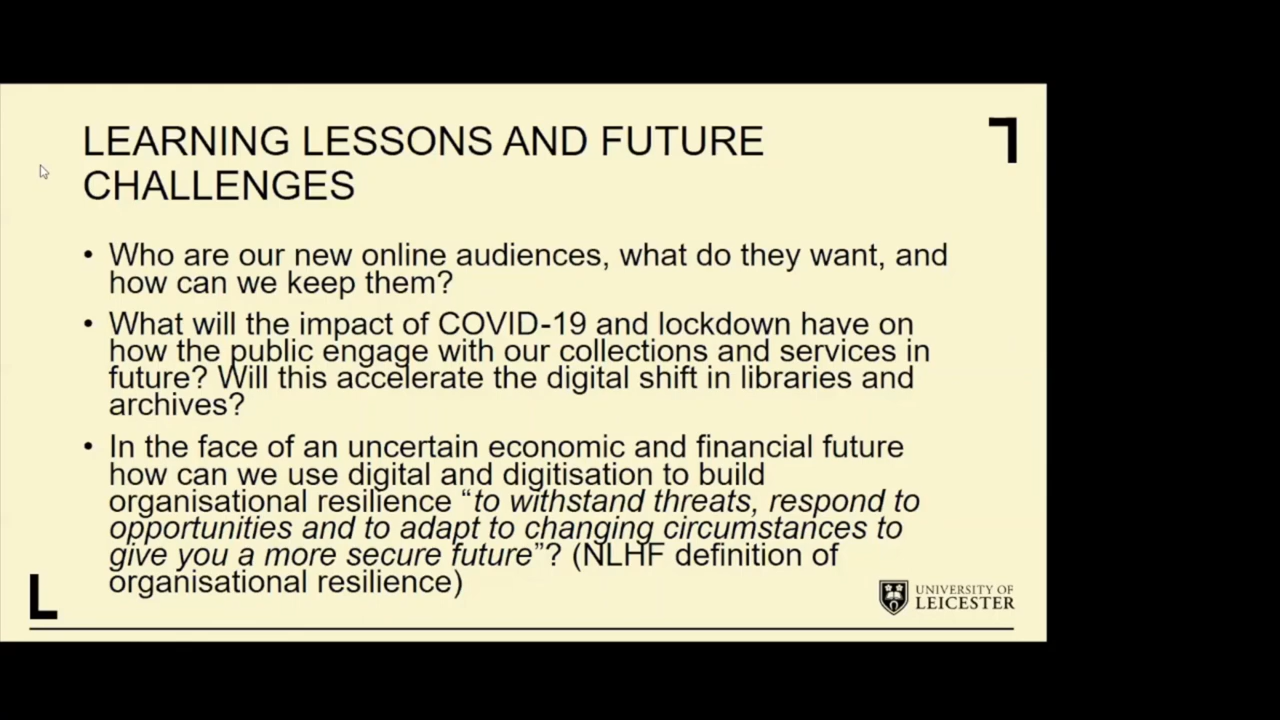 LEARNING LESSONS AND FUTURE
CHALLENGES
• Who are our new online audiences, what do they want, and
how can we keep them?
• What will the impact of COVID-19 and lockdown have on
how the public engage with our collections and services in
future? Will this accelerate the digital shift in libraries and
archives?
• In the face of an uncertain economic and financial future
how can we use digital and digitisation to build
organisational resilience “to withstand threats, respond to
opportunities and to adapt to changing circumstances to
give you a more secure future”? (NLHF definition of
organisational resilience)
UNIVERSITY OF
LEICESTER